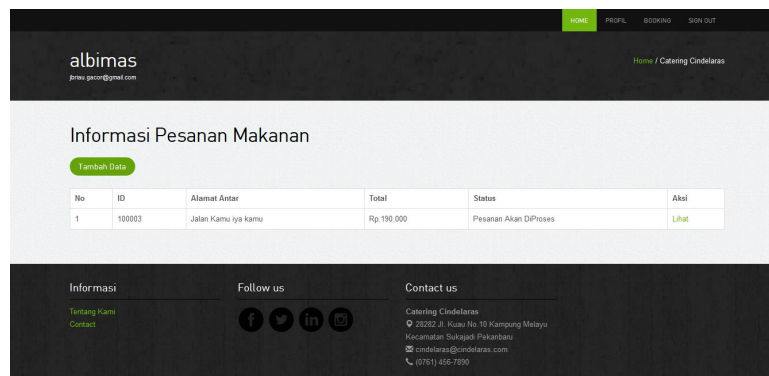 HOME PROFIL BOOKING SIGN OUT
albimas
jbriau.gacor@gmail.com
Home / Catering Cindelaras
Informasi Pesanan Makanan
Tambah Data
No ID Alamat Antar Total Status Aksi
1 100003 Jalan Kamu iya kamu Rp.190,000 Pesanan Akan DiProses Lihat
Informasi
Tentang Kami
Contact
Follow us
Contact us
Catering Cindelaras
28282 Jl. Kuau No.10 Kampung Melayu
Kecamatan Sukajadi Pekanbaru
cindelaras@cindelaras.com
(0761) 456-7890